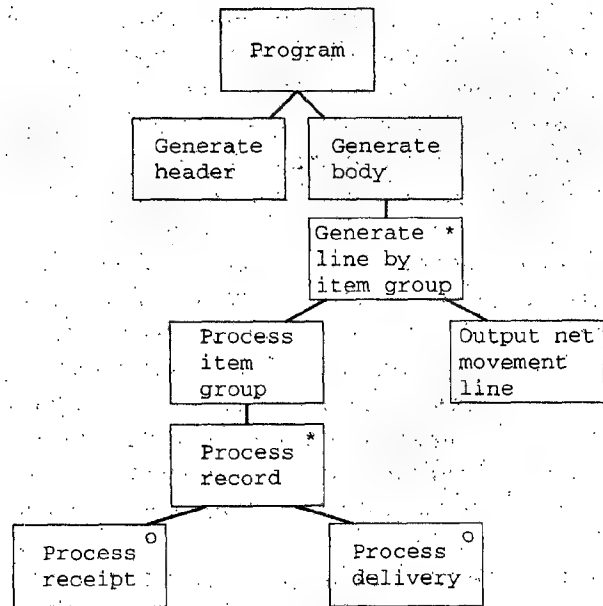 Program
Generate
header
Generate
body
Generate *
line by
item group
Process
item
group
Output net
movement
line
Process *
record
Process o
receipt
Process o
delivery